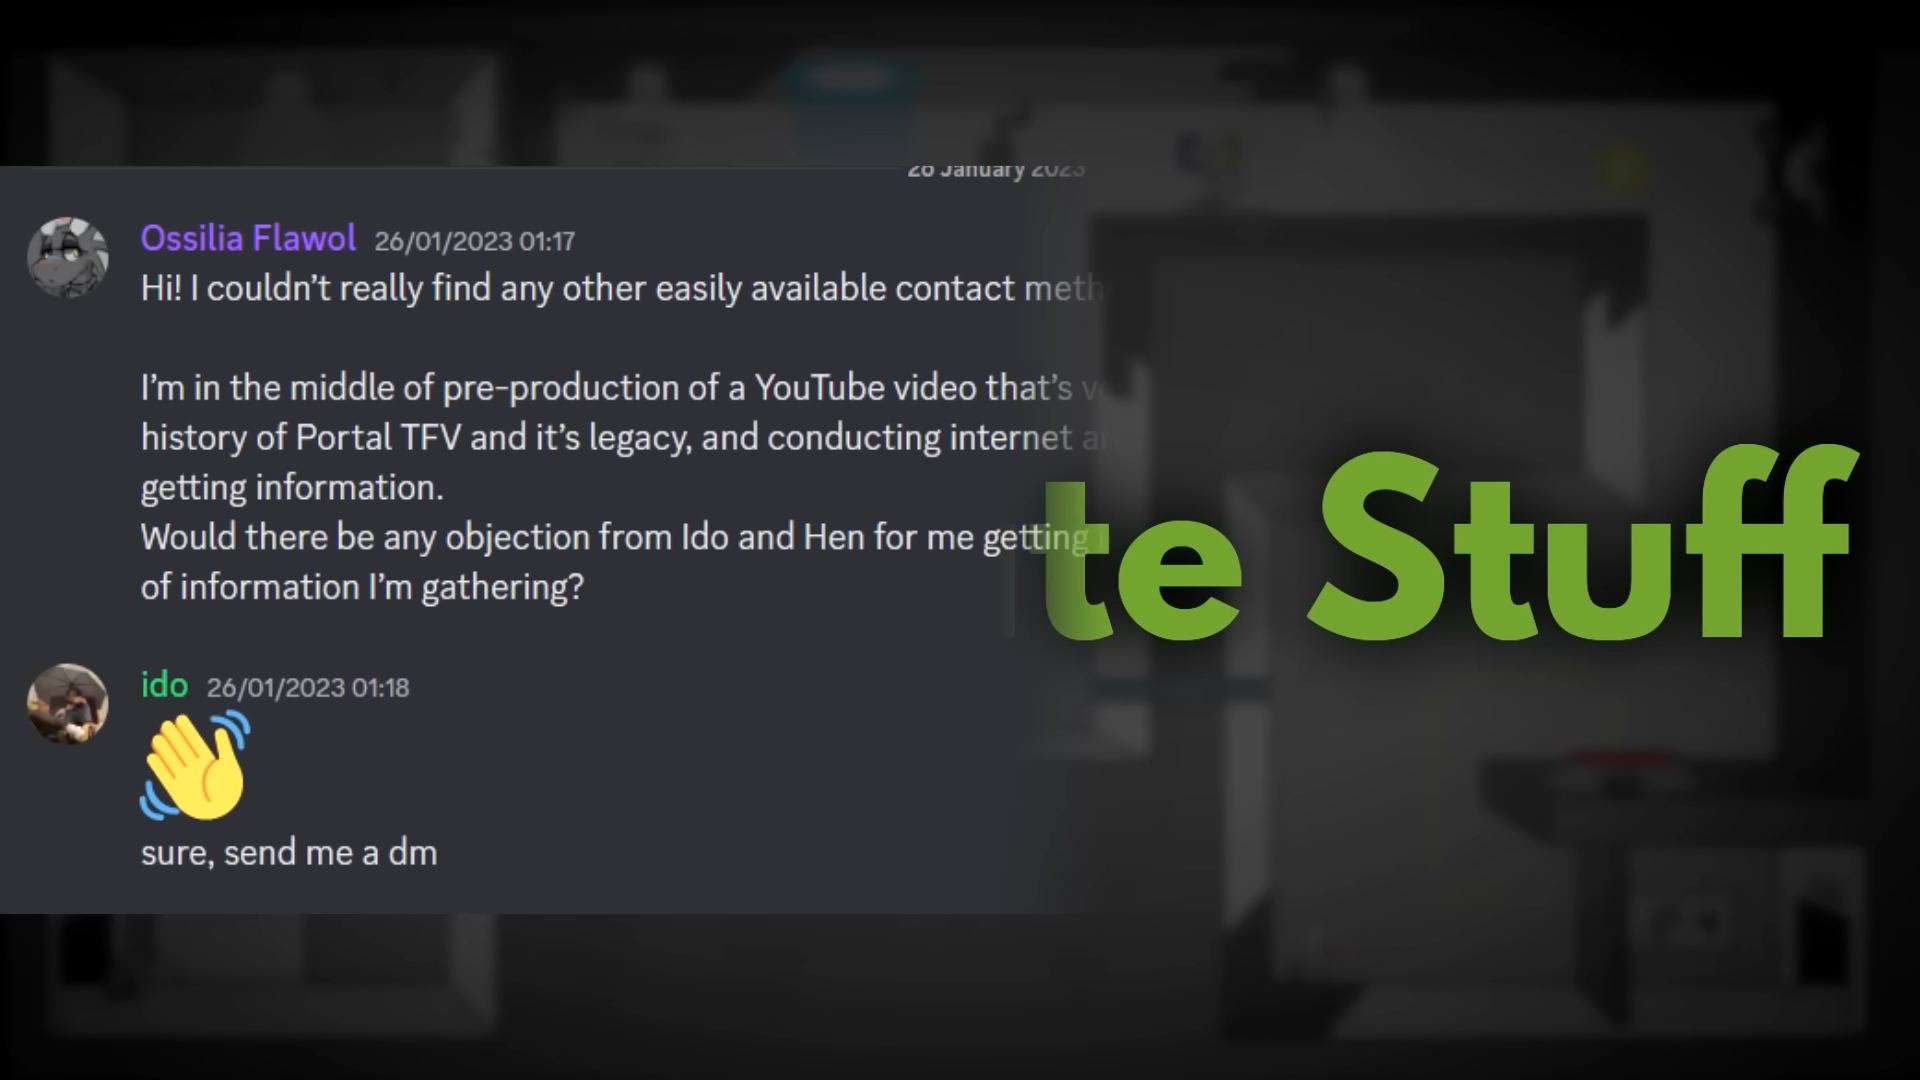 26 January 2023
Ossilia Flawol 26/01/2023 01:17
Hi! I couldn’t really find any other easily available contact
I’m in the middle of pre-production of a YouTube video that’s
history of Portal TFV and it’s legacy, and conducting internet
getting information.
Would there be any objection from Ido and Hen for me getting
of information I’m gathering?
te Stuff
ido 26/01/2023 01:18
sure, send me a dm